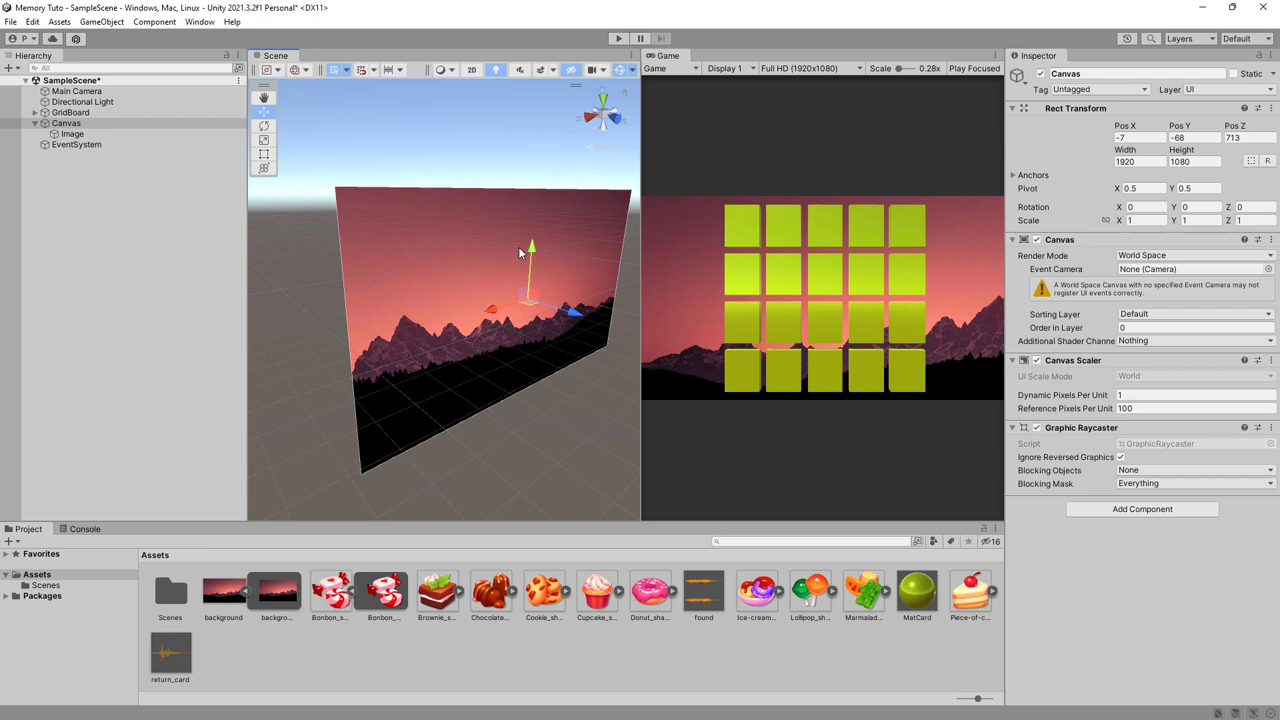 Memory Tuto - SampleScene - Windows, Mac, Linux - Unity 2021.3.2f1 Personal* <DX11>
File Edit Assets GameObject Component Window Help
P Layers Default
Hierarchy
All
SampleScene*
Main Camera
Directional Light
GridBoard
Canvas
Image
EventSystem
Scene
2D
Game
Game Display 1 Full HD (1920x1080) Scale 0.28x Play Focused
Inspector
Canvas Static
Tag Untagged Layer UI
Rect Transform
Pos X Pos Y Pos Z
-7 -68 713
Width Height
1920 1080 R
Anchors
Pivot X 0.5 Y 0.5
Rotation X 0 Y 0 Z 0
Scale X 1 Y 1 Z 1
Canvas
Render Mode World Space
Event Camera None (Camera)
A World Space Canvas with no specified Event Camera may not
register UI events correctly.
Sorting Layer Default
Order in Layer 0
Additional Shader Channe Nothing
Canvas Scaler
UI Scale Mode World
Dynamic Pixels Per Unit 1
Reference Pixels Per Unit 100
Graphic Raycaster
Script GraphicRaycaster
Ignore Reversed Graphics
Blocking Objects None
Blocking Mask Everything
Add Component
Project Console
16
Favorites
Assets
Scenes
Packages
Assets
Scenes background backgro... Bonbon_s... Bonbon_... Brownie_s... Chocolate... Cookie_sh... Cupcake_s... Donut_sha... found Ice-cream... Lollipop_sh... Marmalad... MatCard Piece-of-c...
return_card